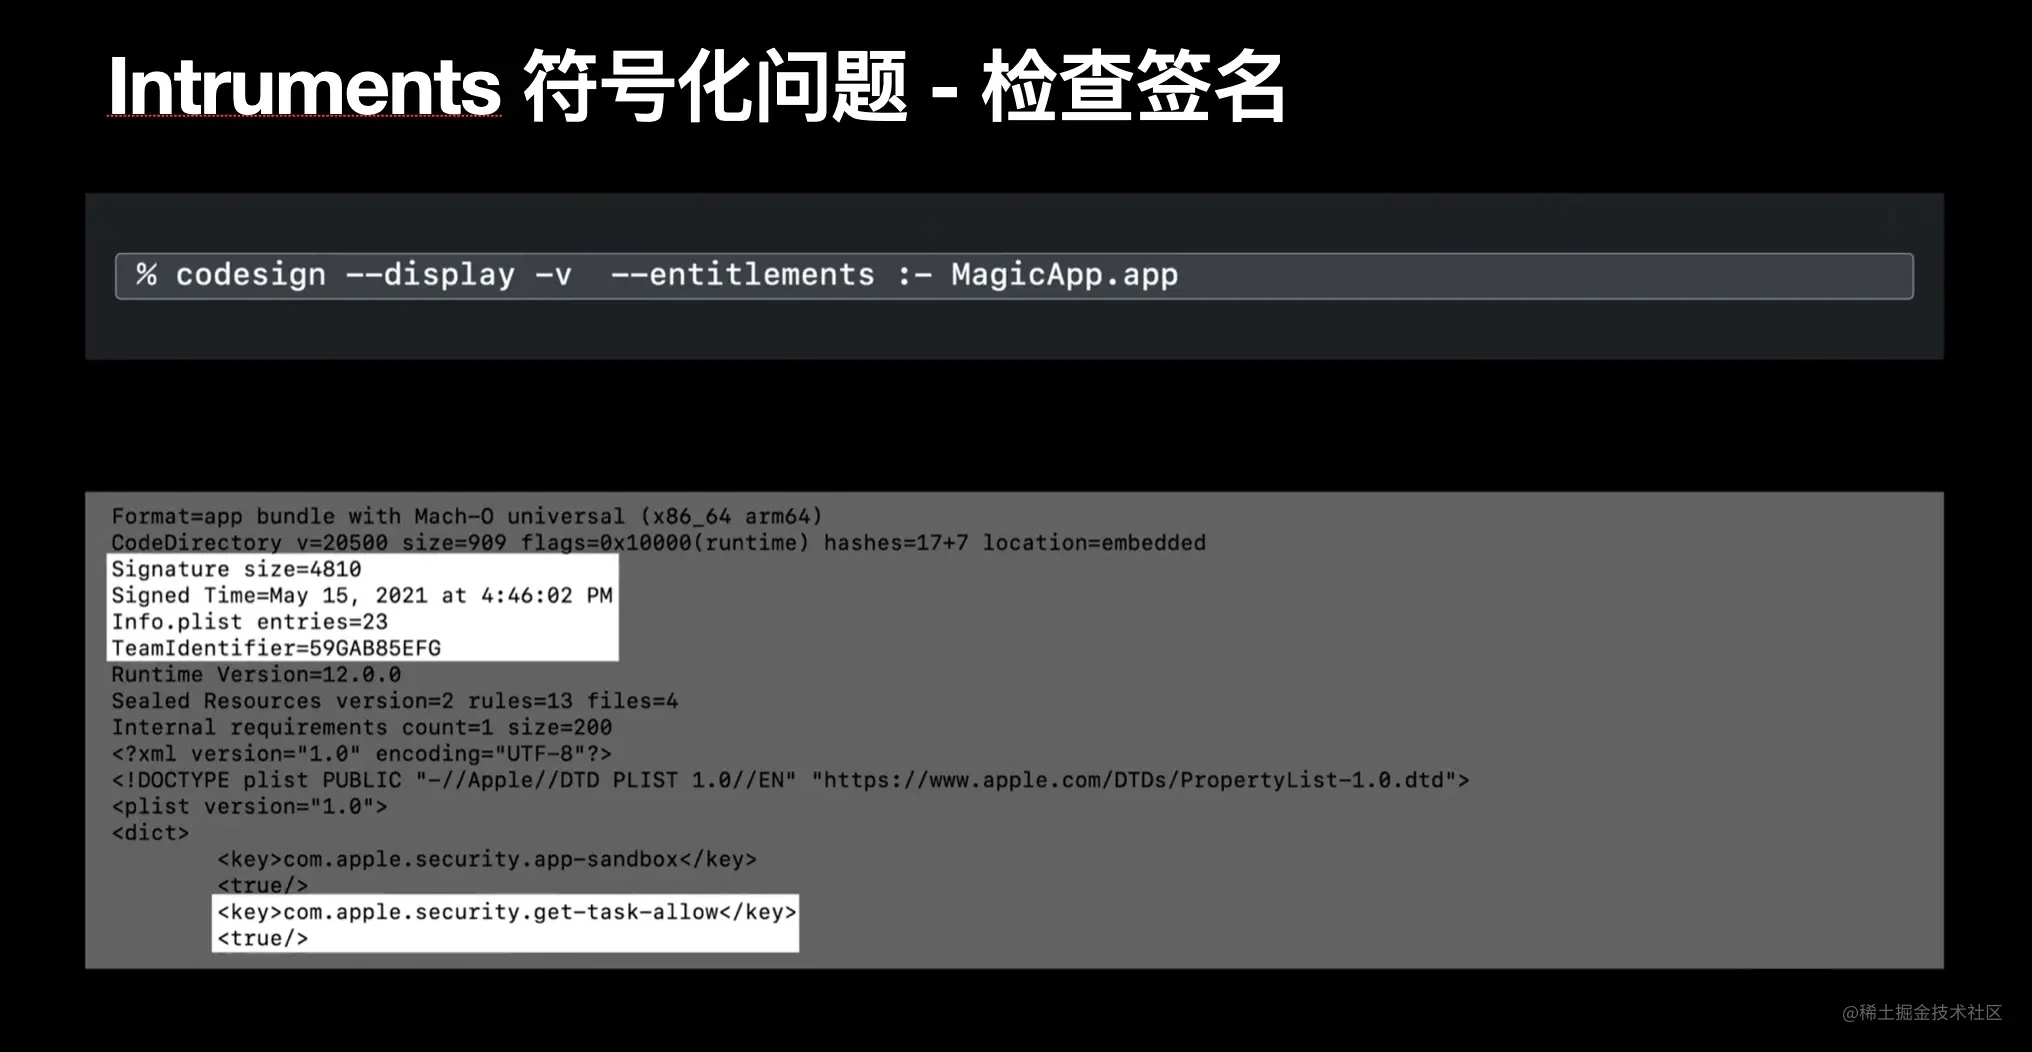 Intruments 符号化问题 - 检查签名
% codesign --display -v  --entitlements :- MagicApp.app
Format=app bundle with Mach-O universal (x86_64 arm64)
CodeDirectory v=20500 size=909 flags=0x10000(runtime) hashes=17+7 location=embedded
Signature size=4810
Signed Time=May 15, 2021 at 4:46:02 PM
Info.plist entries=23
TeamIdentifier=59GAB85EFG
Runtime Version=12.0.0
Sealed Resources version=2 rules=13 files=4
Internal requirements count=1 size=200
<?xml version="1.0" encoding="UTF-8"?>
<!DOCTYPE plist PUBLIC "-//Apple//DTD PLIST 1.0//EN" "https://www.apple.com/DTDs/PropertyList-1.0.dtd">
<plist version="1.0">
<dict>
<key>com.apple.security.app-sandbox</key>
<true/>
<key>com.apple.security.get-task-allow</key>
<true/>
@稀土掘金技术社区